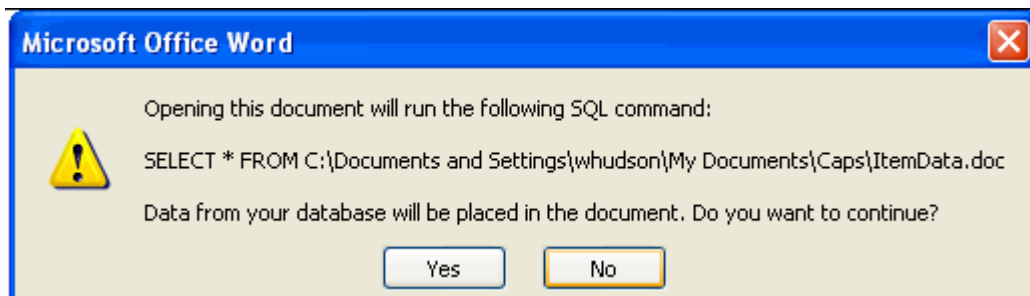 Microsoft Office Word
Opening this document will run the following SQL command:
SELECT * FROM C:\Documents and Settings\whudson\My Documents\Caps\ItemData.doc
Data from your database will be placed in the document. Do you want to continue?
Yes No